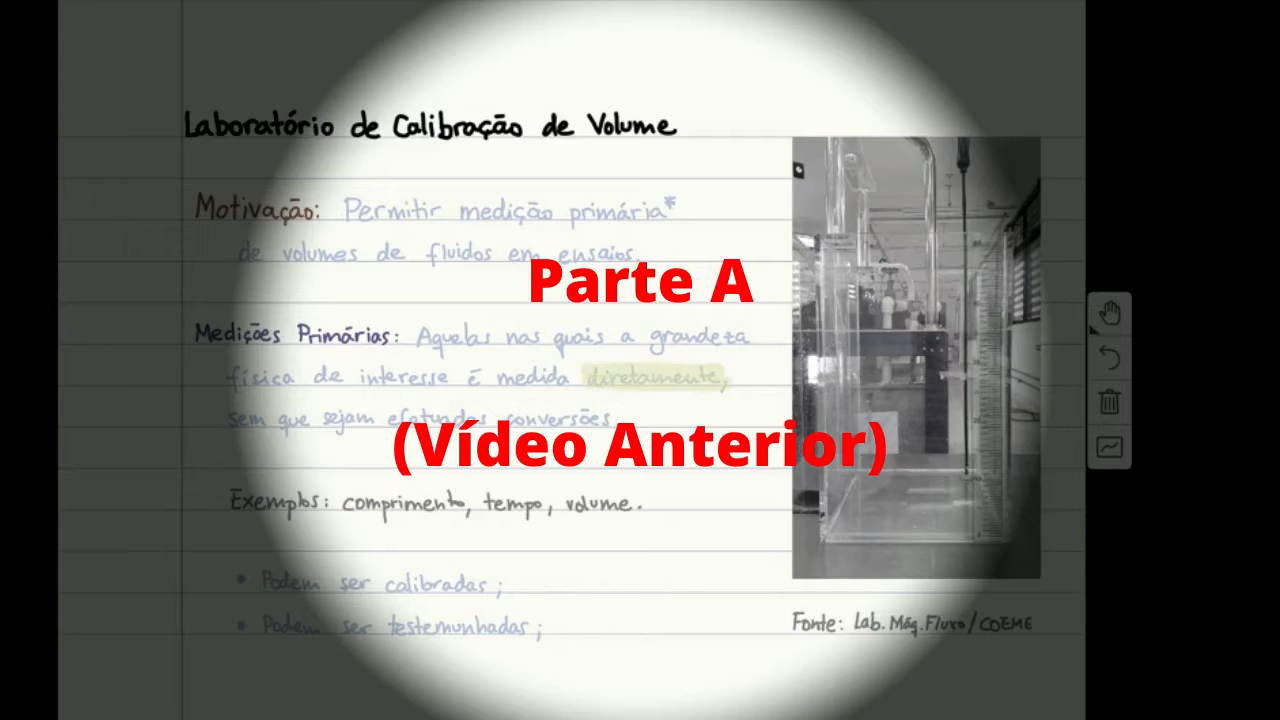 Laboratório de Calibração de Volume
Motivação: Permitir medição primária*
de volumes de fluidos em ensaios.
Parte A
Medições Primárias: Aquelas nas quais a grandeza
física de interesse é medida diretamente,
sem que sejam efetuadas conversões
(Vídeo Anterior)
Exemplos: comprimento, tempo, volume.
• Podem ser calibradas;
• Podem ser testemunhadas;
Fonte: Lab. Máq. Fluxo/COEME